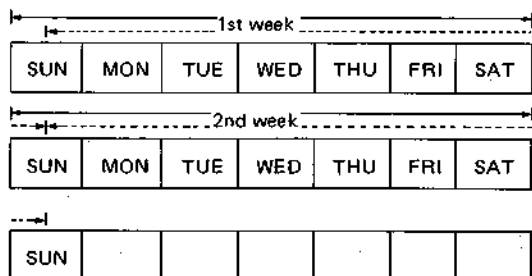 1st week
SUN MON TUE WED THU FRI SAT
2nd week
SUN MON TUE WED THU FRI SAT
SUN